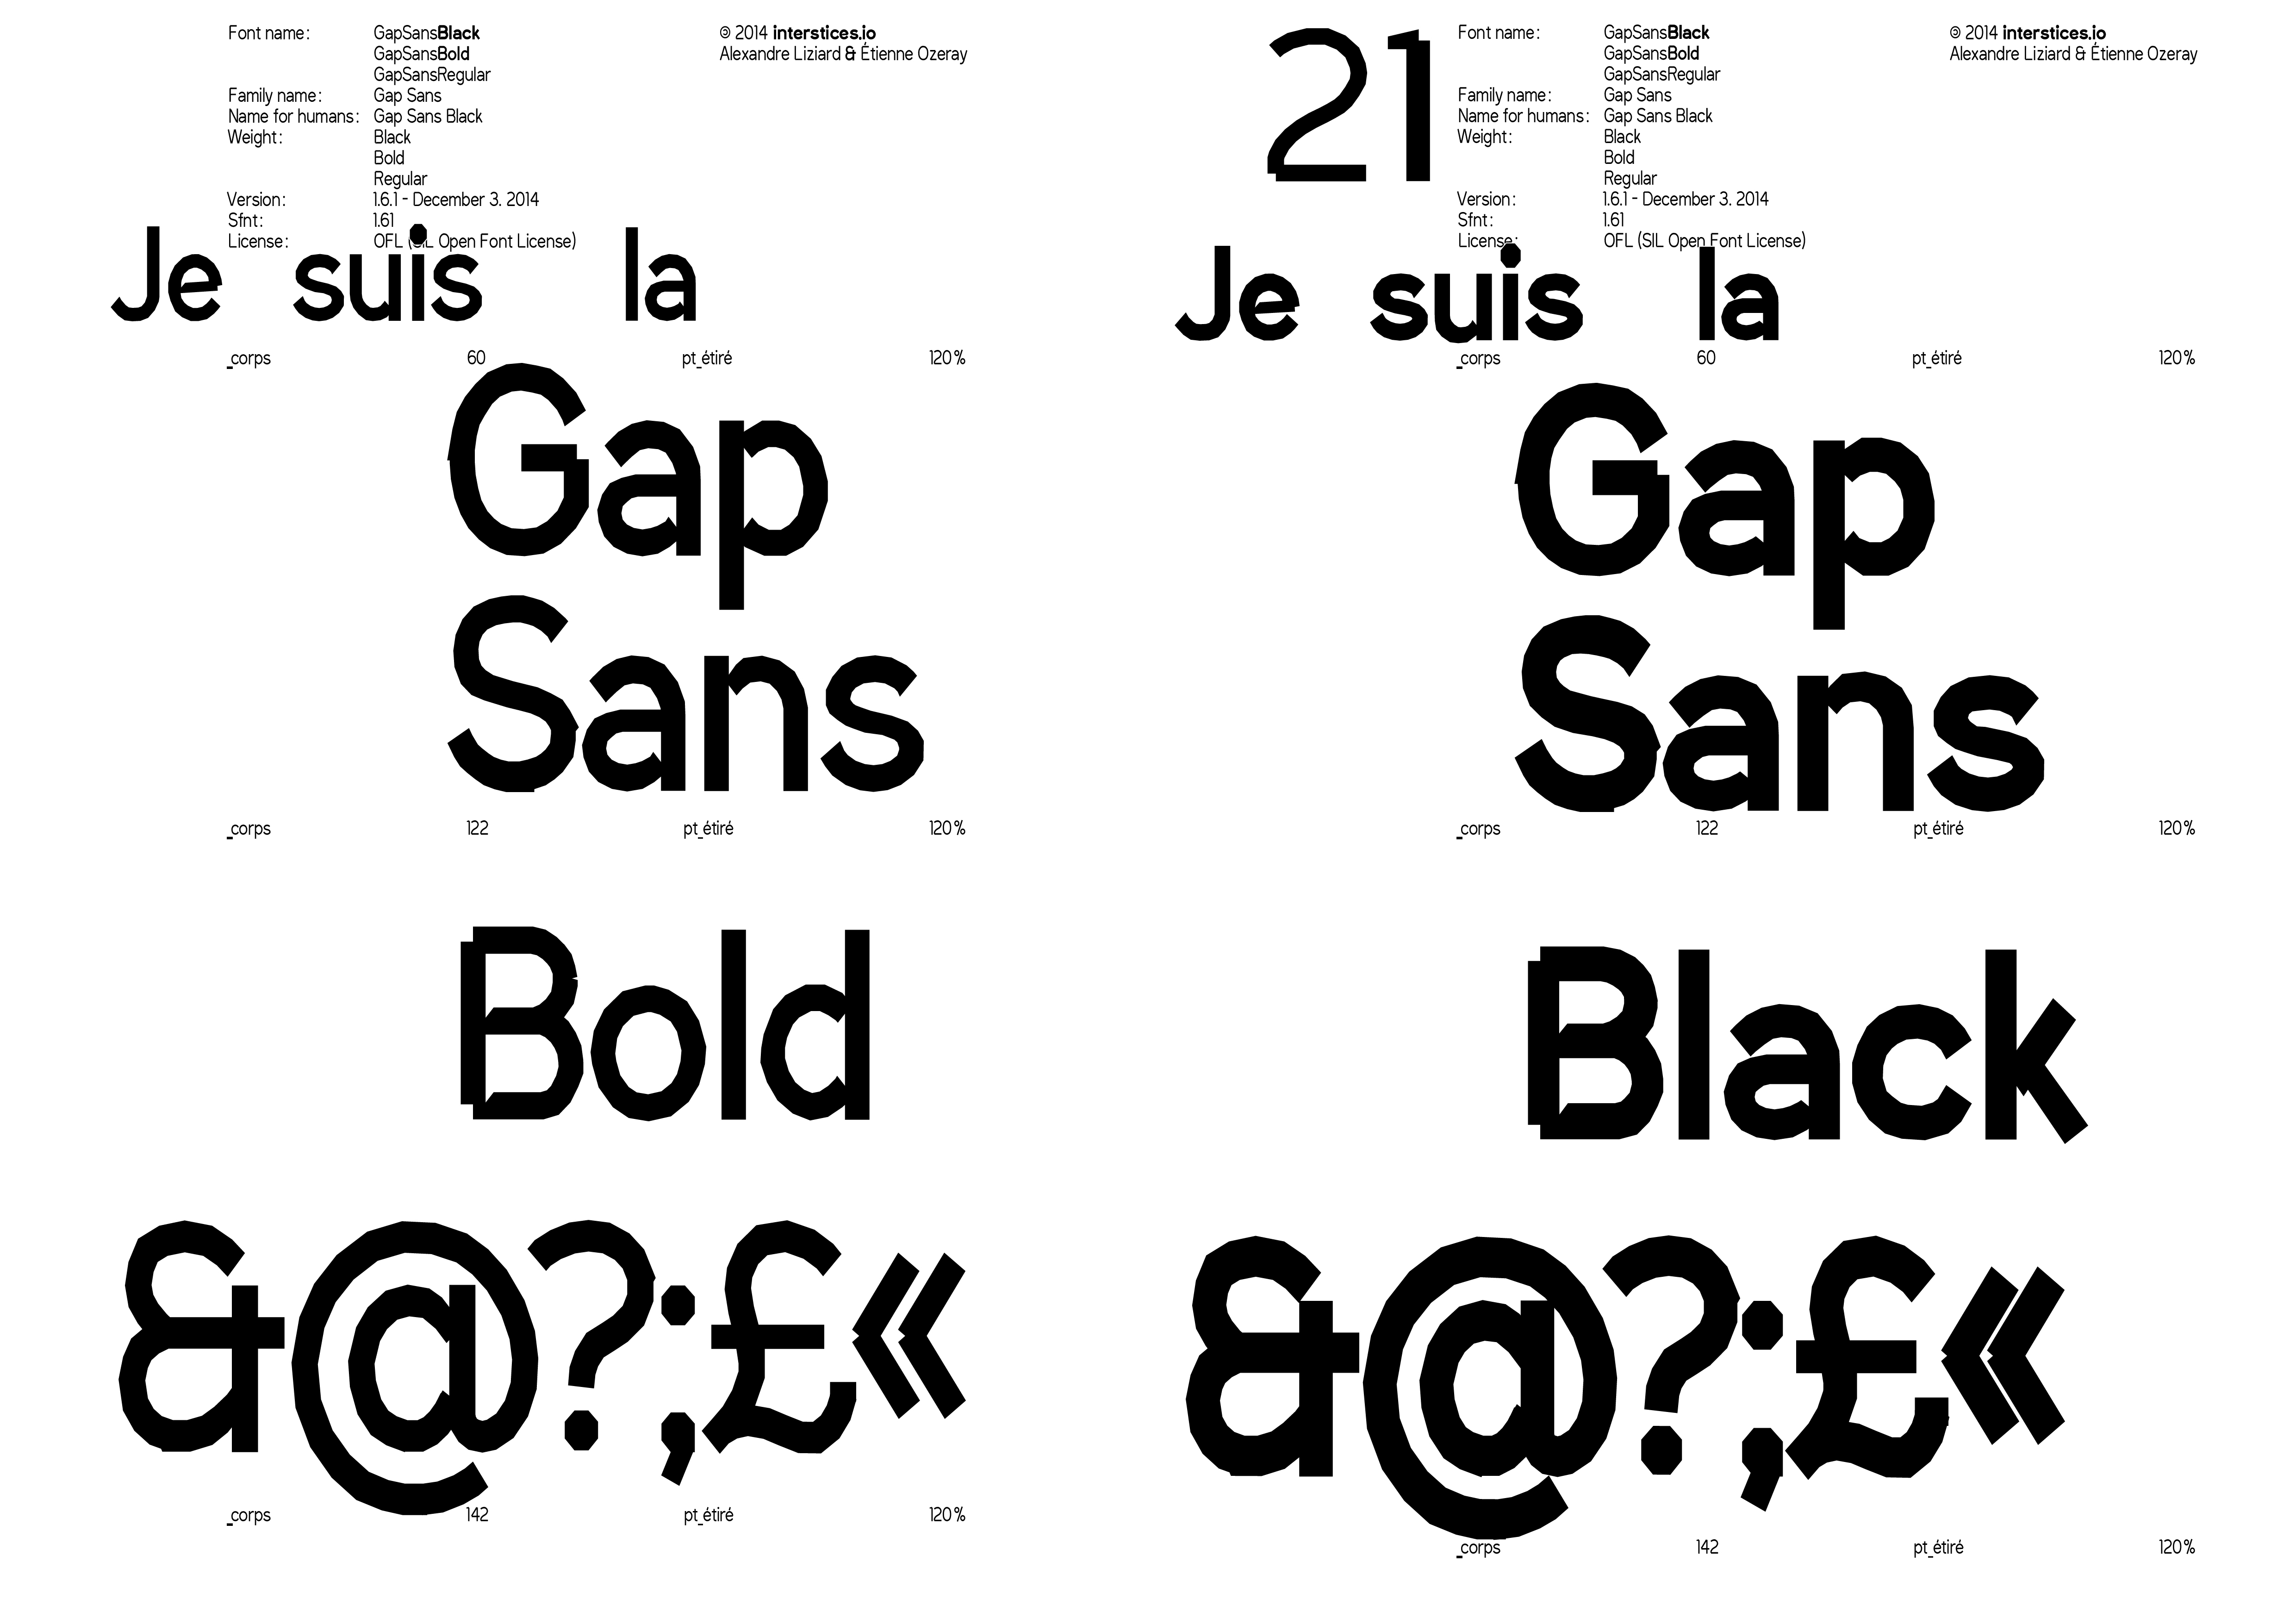 Font name: GapSansBlack
GapSansBold
GapSansRegular
Family name: Gap Sans
Name for humans: Gap Sans Black
Weight: Black
Bold
Regular
Version: 1.6.1 - December 3. 2014
Sfnt: 1.61
License: OFL (SIL Open Font License)
© 2014 interstices.io
Alexandre Liziard & Étienne Ozeray
Je suis la
_corps 60 pt_étiré 120%
Gap
Sans
_corps 122 pt_étiré 120%
Bold
&@?;£«
_corps 142 pt_étiré 120%
21
Font name: GapSansBlack
GapSansBold
GapSansRegular
Family name: Gap Sans
Name for humans: Gap Sans Black
Weight: Black
Bold
Regular
Version: 1.6.1 - December 3. 2014
Sfnt: 1.61
License: OFL (SIL Open Font License)
© 2014 interstices.io
Alexandre Liziard & Étienne Ozeray
Je suis la
_corps 60 pt_étiré 120%
Gap
Sans
_corps 122 pt_étiré 120%
Black
&@?;£«
_corps 142 pt_étiré 120%